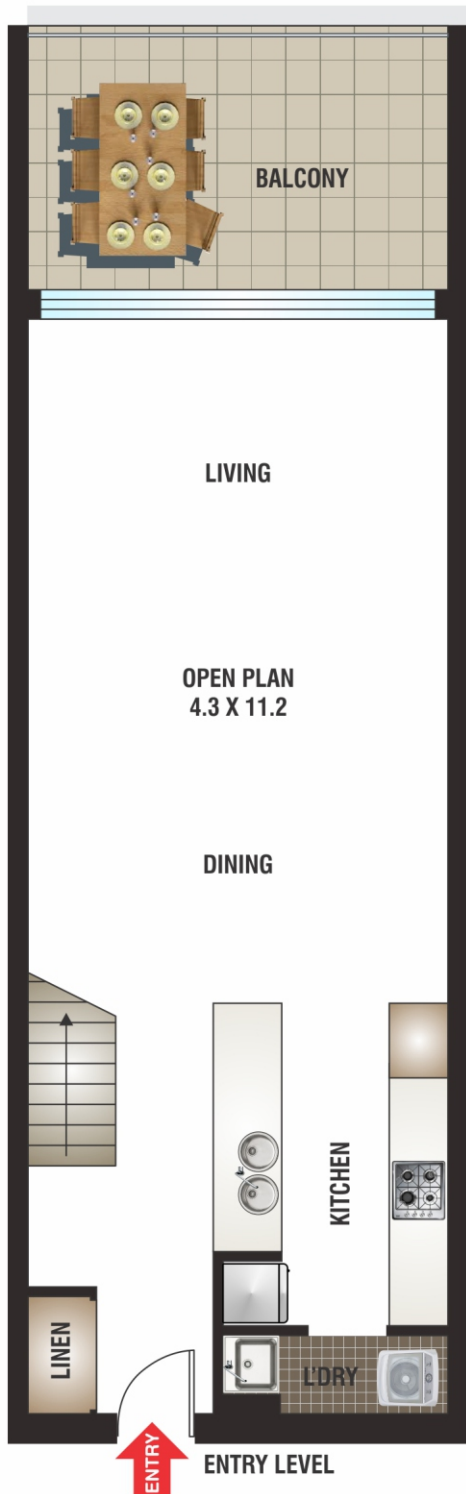 BALCONY
LIVING
OPEN PLAN
4.3 X 11.2
DINING
KITCHEN
LINEN
L'DRY
ENTRY
ENTRY LEVEL